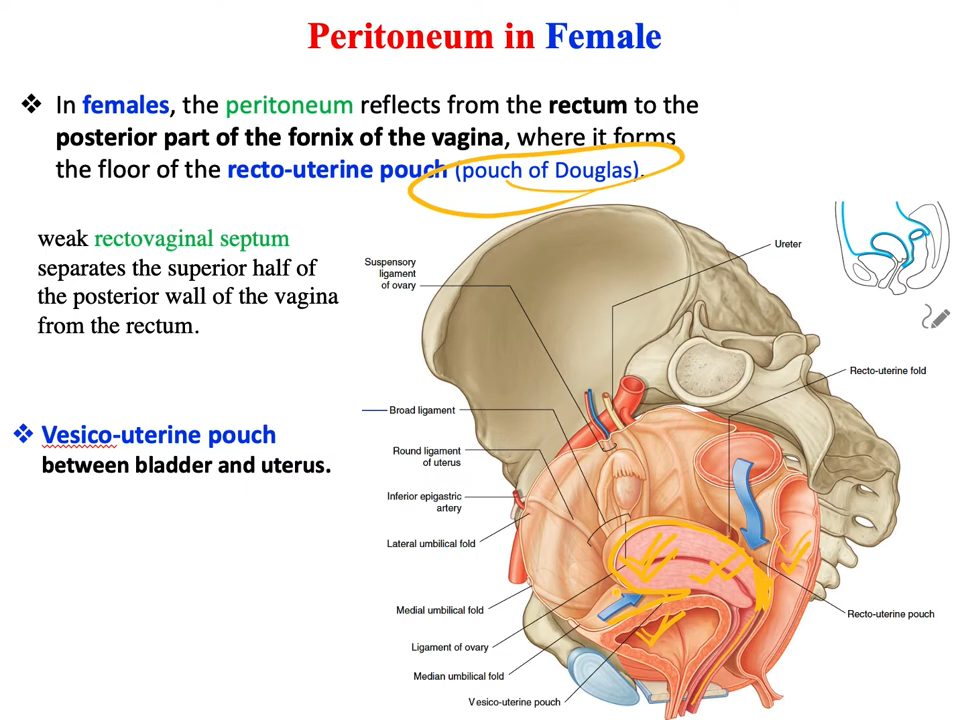 Peritoneum in Female
❖ In females, the peritoneum reflects from the rectum to the
posterior part of the fornix of the vagina, where it forms
the floor of the recto-uterine pouch (pouch of Douglas).
weak rectovaginal septum
separates the superior half of
the posterior wall of the vagina
from the rectum.
❖ Vesico-uterine pouch
between bladder and uterus.
Ureter
Suspensory
ligament
of ovary
Recto-uterine fold
Broad ligament
Round ligament
of uterus
Inferior epigastric
artery
Lateral umbilical fold
Medial umbilical fold
Recto-uterine pouch
Ligament of ovary
Median umbilical fold
Vesico-uterine pouch